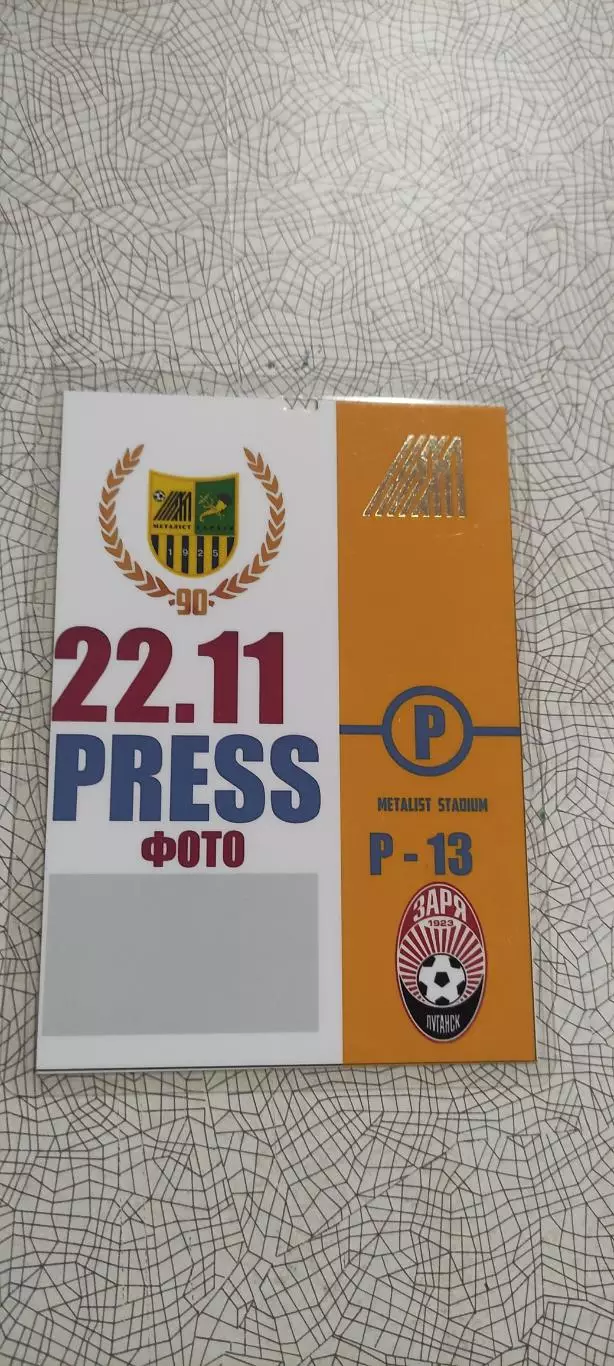 МЕТАЛІСТ
1925
90
22.11
PRESS
ФОТО
P
METALIST STADIUM
P - 13
ЗАРЯ
1923
ЛУГАНСК